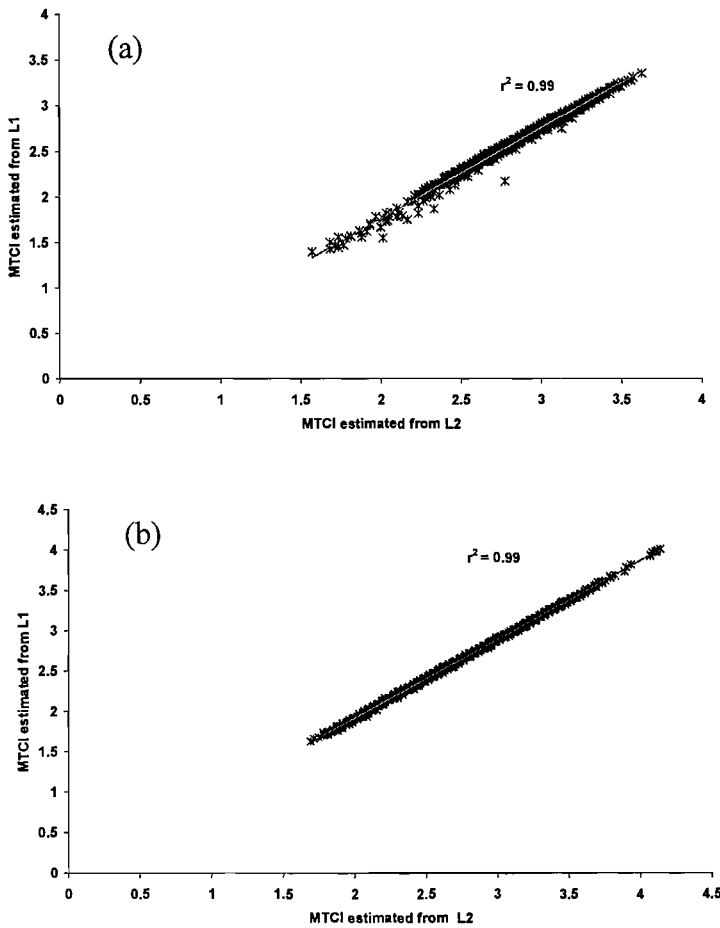 (a)
4
3.5
3
2.5
2
1.5
1
0.5
0
r² = 0.99
MTCI estimated from L1
0 0.5 1 1.5 2 2.5 3 3.5 4
MTCI estimated from L2
(b)
4.5
4
3.5
3
2.5
2
1.5
1
0.5
0
r² = 0.99
MTCI estimated from L1
0 0.5 1 1.5 2 2.5 3 3.5 4 4.5
MTCI estimated from L2